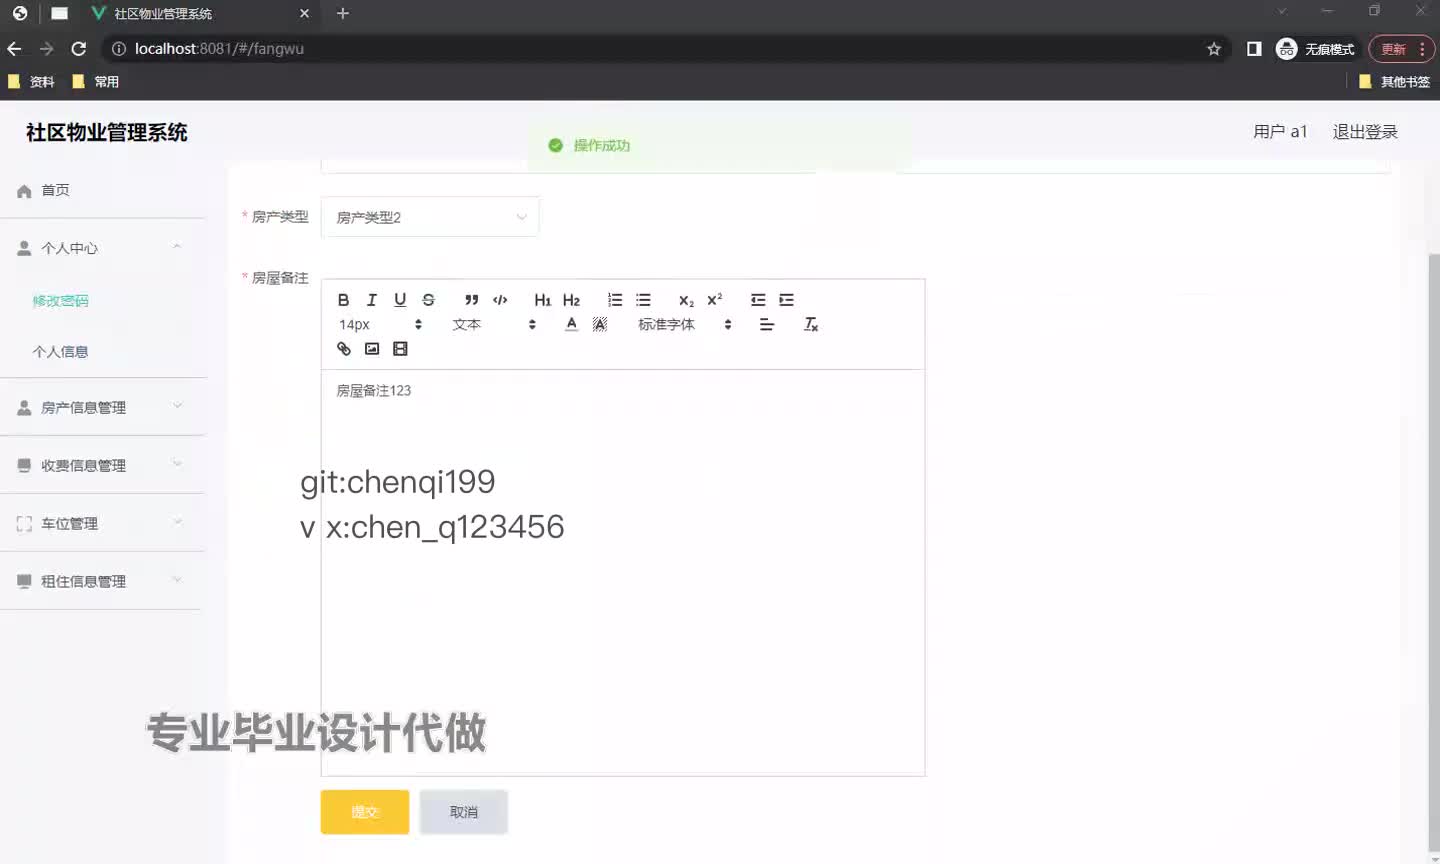 社区物业管理系统
localhost:8081/#/fangwu
无痕模式
更新
资料
常用
其他书签
社区物业管理系统
操作成功
用户 a1
退出登录
首页
* 房产类型
房产类型2
个人中心
* 房屋备注
B I U S H1 H2 x2 x2
修改密码
14px
文本
A
A
标准字体
Tx
个人信息
房屋备注123
房产信息管理
收费信息管理
git:chenqi199
车位管理
v x:chen_q123456
租住信息管理
专业毕业设计代做
提交
取消